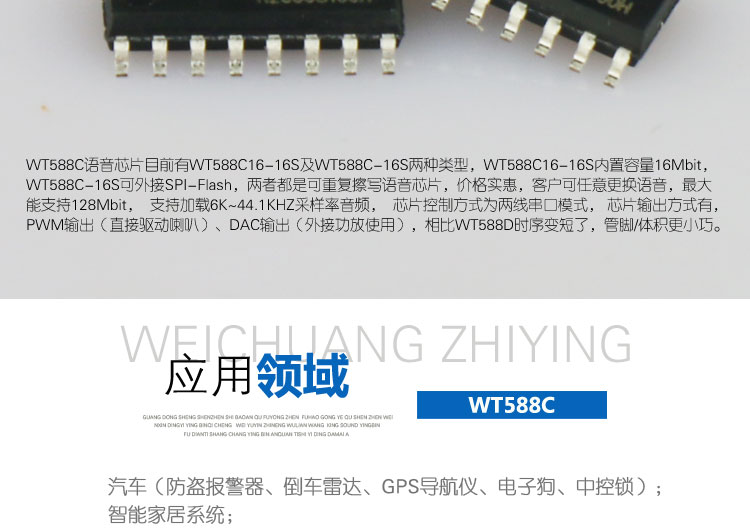 WT588C语音芯片目前有WT588C16-16S及WT588C-16S两种类型，WT588C16-16S内置容量16Mbit，
WT588C-16S可外接SPI-Flash，两者都是可重复擦写语音芯片，价格实惠，客户可任意更换语音，最大
能支持128Mbit， 支持加载6K~44.1KHZ采样率音频， 芯片控制方式为两线串口模式， 芯片输出方式有，
PWM输出（直接驱动喇叭）、DAC输出（外接功放使用），相比WT588D时序变短了，管脚/体积更小巧。
WEICHUANG ZHIYING
应用领域
WT588C
GUANG DONG SHENG SHENZHEN SHI BAOAN QU FUYONG ZHEN FUHAO GONG YE QU SHEN ZHEN WEI
NXIN DINGYI YING BINQI CHENG WEI YUYIN ZHINENG WULIAN WANG KING SOUND YINGBIN
FU DIANTI SHANG CHANG YING BIN ANQUAN TISHI YI DING DAMAI A
汽车（防盗报警器、倒车雷达、GPS导航仪、电子狗、中控锁）；
智能家居系统；